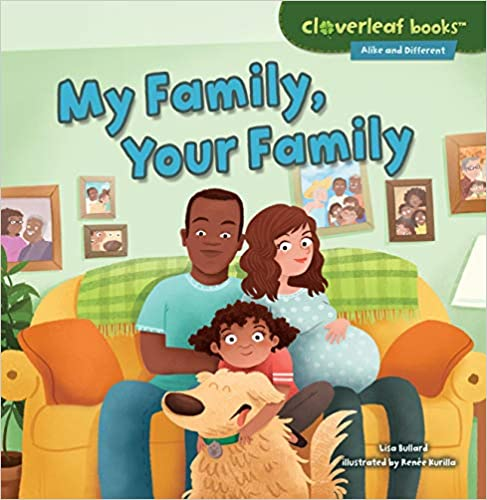 cloverleaf books™
Alike and Different
My Family,
Your Family
Lisa Bullard
illustrated by Renée Kurilla